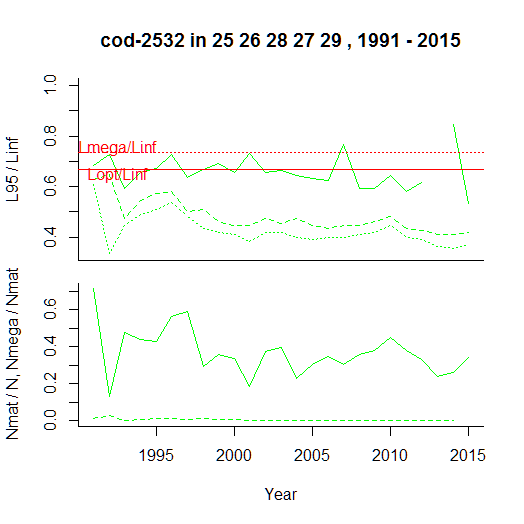 cod-2532 in 25 26 28 27 29 , 1991 - 2015
L95 / Linf
1.0
0.8
0.6
0.4
Lmega/Linf
Lopt/Linf
Nmat / N, Nmega / Nmat
0.6
0.4
0.2
0.0
1995 2000 2005 2010 2015
Year